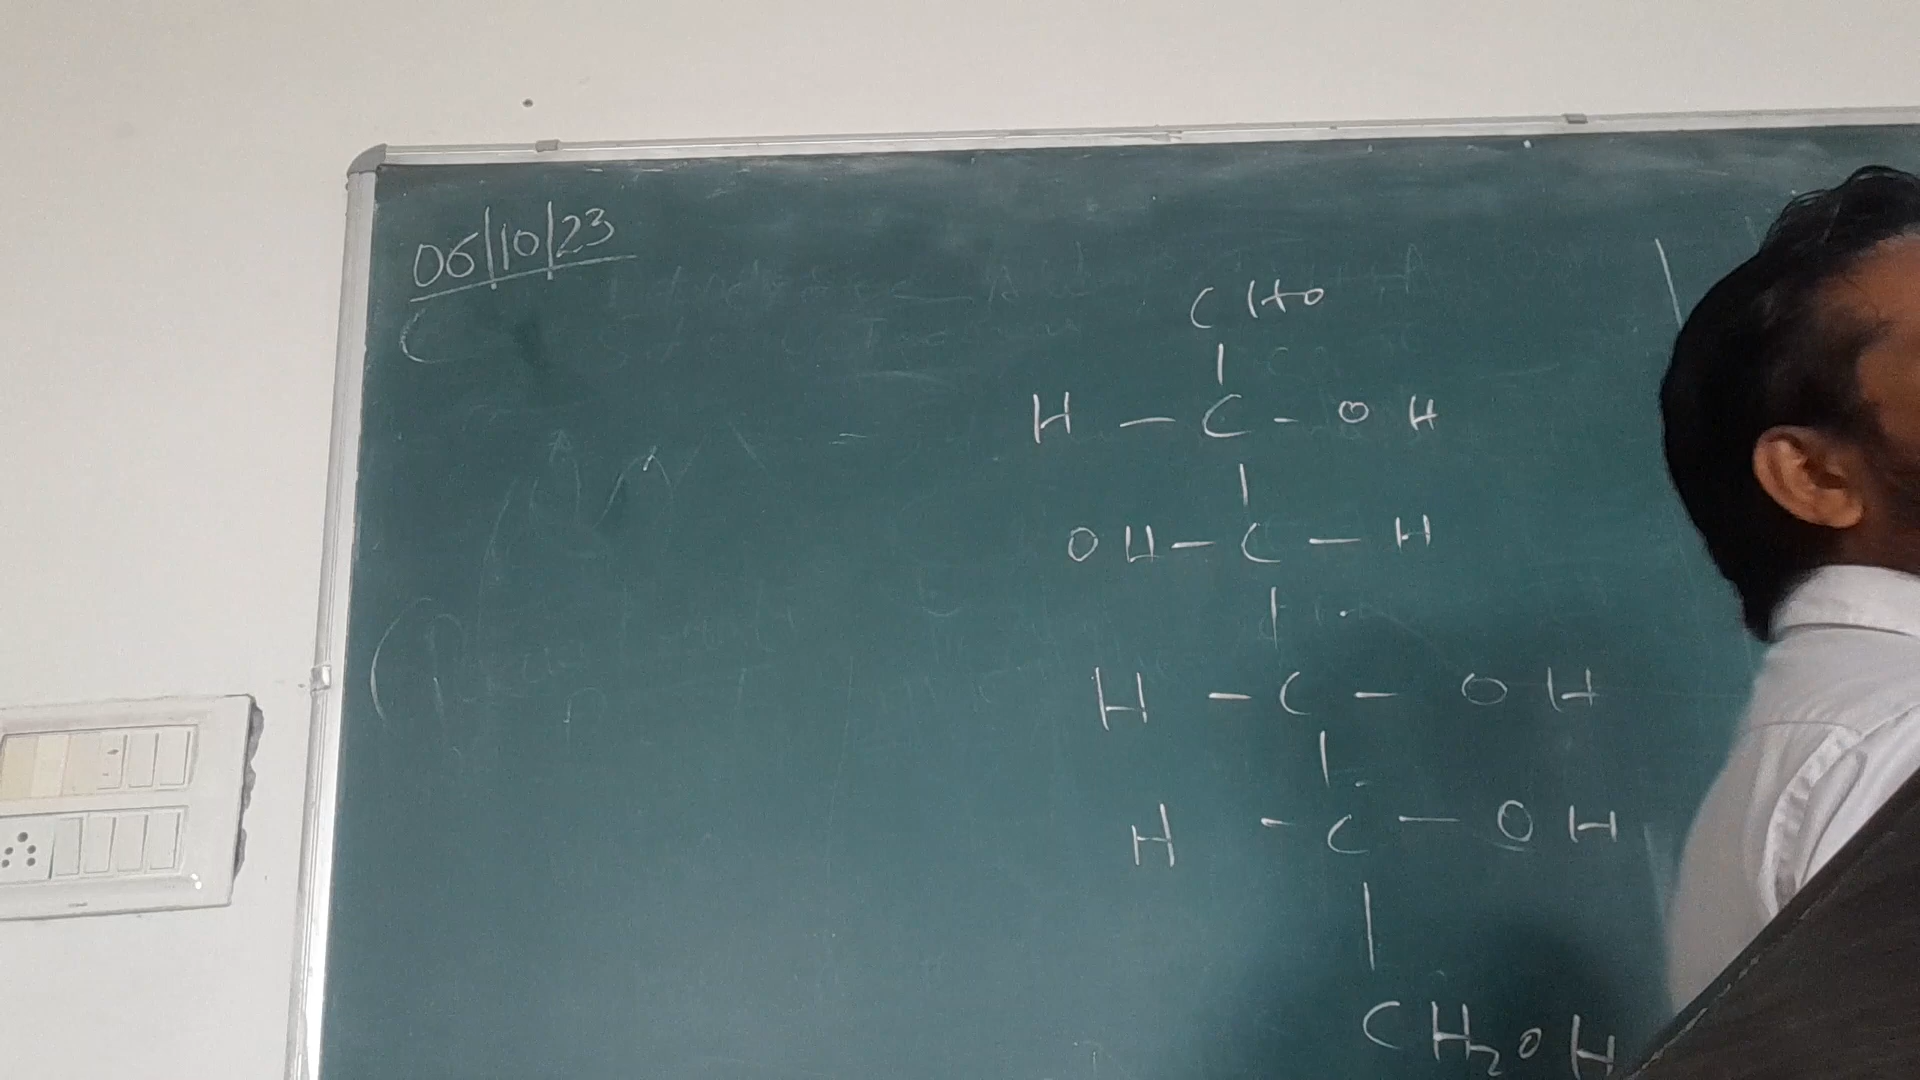 06/10/23
CHO
|
H - C - OH
|
OH - C - H
|
H - C - OH
|
H - C - OH
|
CH2OH